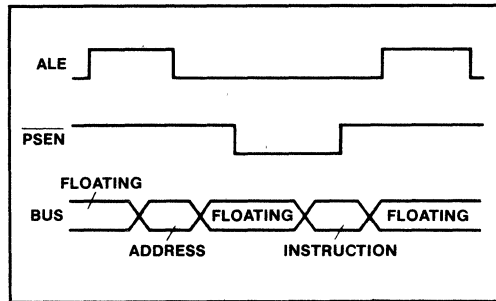 ALE
PSEN
FLOATING
BUS
FLOATING
FLOATING
ADDRESS
INSTRUCTION